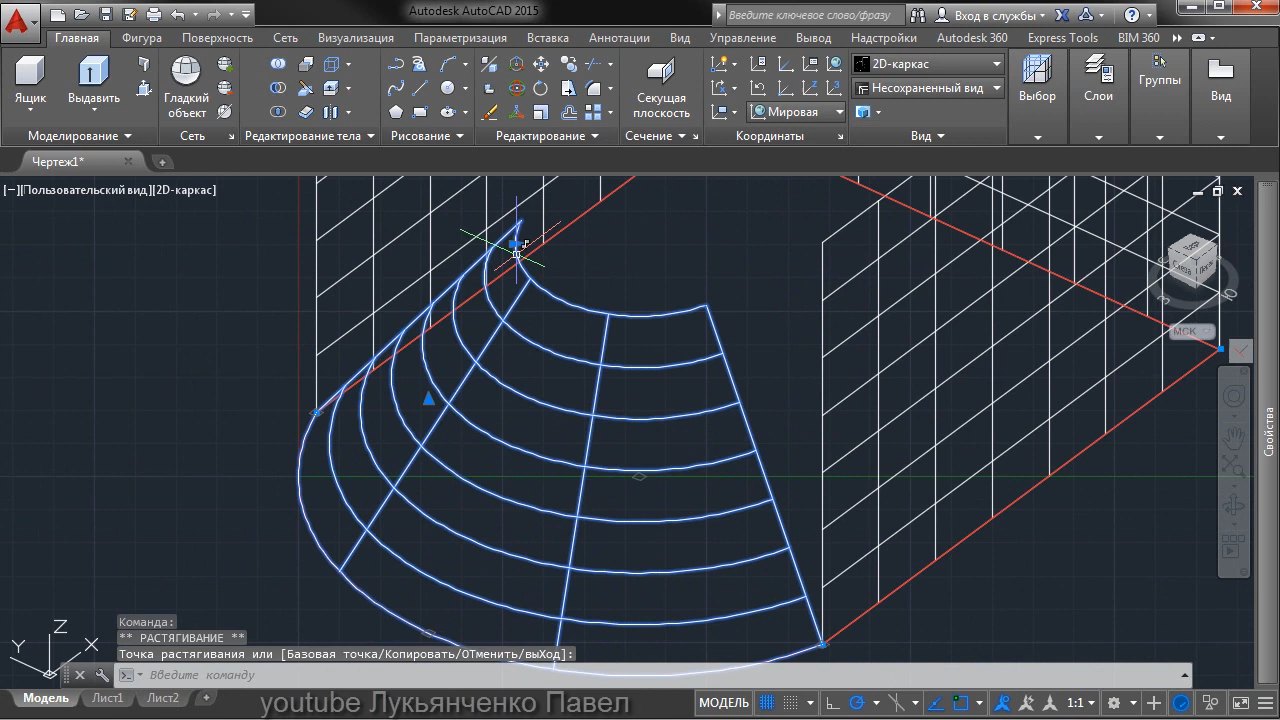 Autodesk AutoCAD 2015
Введите ключевое слово/фразу
Вход в службы
Главная Фигура Поверхность Сеть Визуализация Параметризация Вставка Аннотации Вид Управление Вывод Надстройки Autodesk 360 Express Tools BIM 360
Ящик
Выдавить
Гладкий объект
Секущая плоскость
2D-каркас
Несохраненный вид
Мировая
Выбор
Слои
Группы
Вид
Моделирование Сеть Редактирование тела Рисование Редактирование Сечение Координаты Вид
Чертеж1*
[−][Пользовательский вид][2D-каркас]
МСК
Свойства
Z
Y
X
Команда:
** РАСТЯГИВАНИЕ **
Точка растягивания или [Базовая точка/Копировать/ОТменить/выХод]:
Введите команду
Модель Лист1 Лист2 +
youtube Лукьянченко Павел
МОДЕЛЬ
1:1